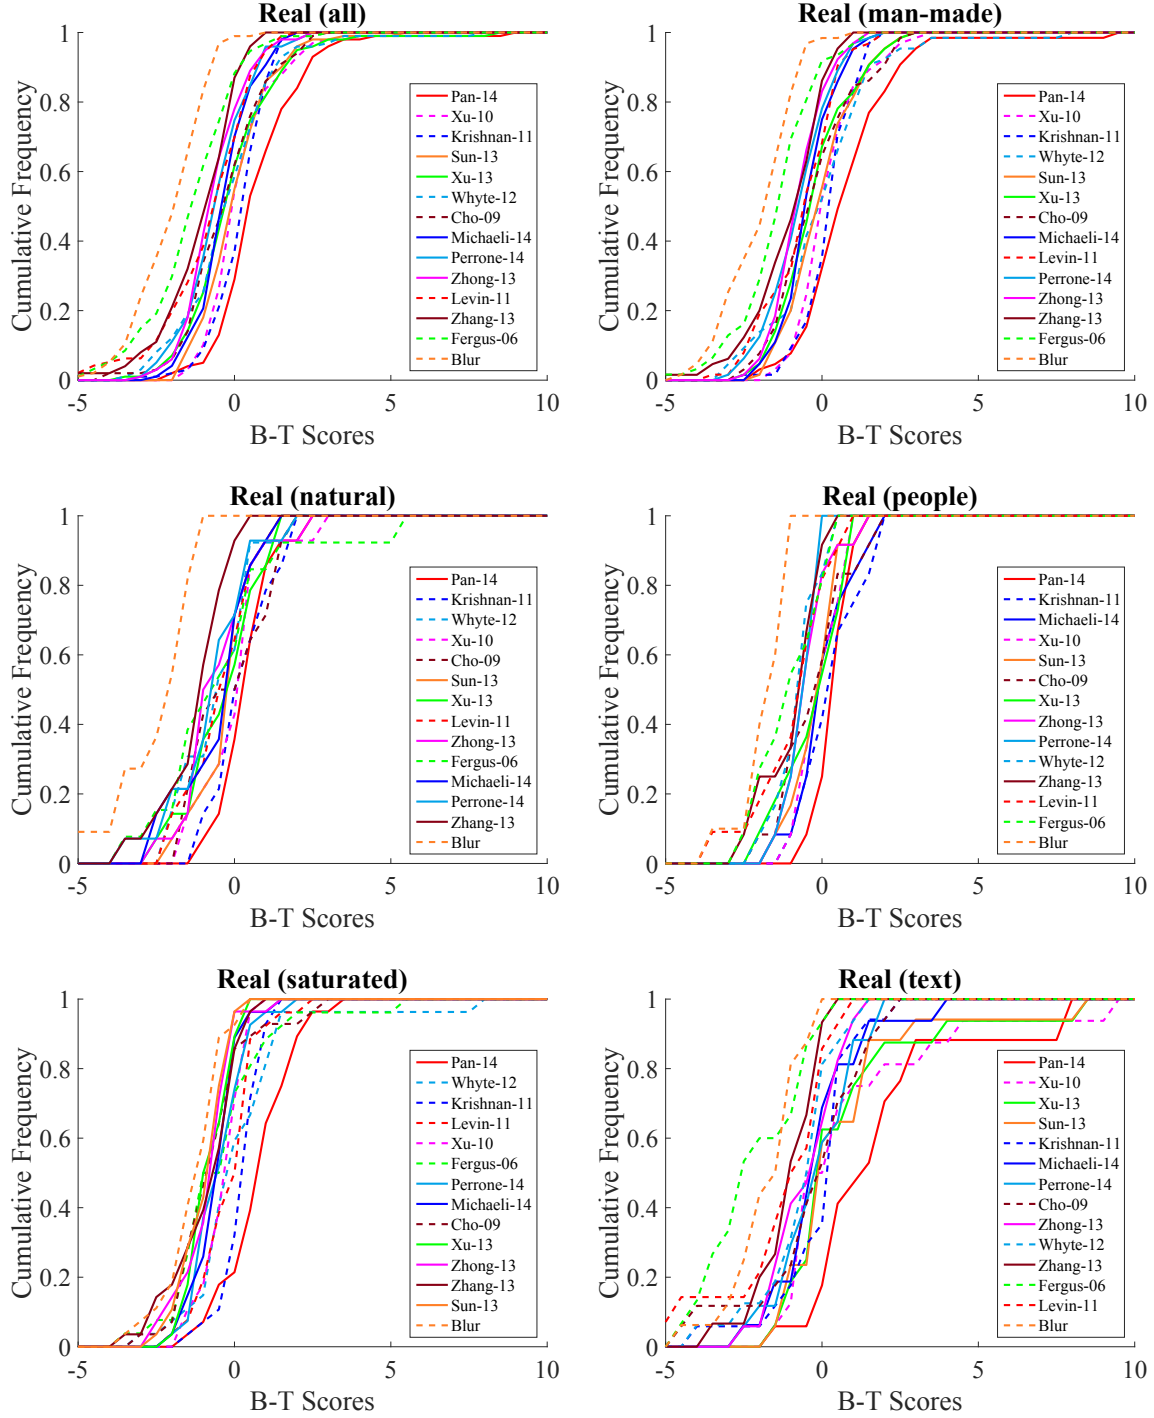 Real (all)
Cumulative Frequency
1
0.8
0.6
0.4
0.2
0
-5
0
5
10
B-T Scores
Pan-14
Xu-10
Krishnan-11
Sun-13
Xu-13
Whyte-12
Cho-09
Michaeli-14
Perrone-14
Zhong-13
Levin-11
Zhang-13
Fergus-06
Blur
Real (man-made)
Cumulative Frequency
1
0.8
0.6
0.4
0.2
0
-5
0
5
10
B-T Scores
Pan-14
Xu-10
Krishnan-11
Whyte-12
Sun-13
Xu-13
Cho-09
Michaeli-14
Levin-11
Perrone-14
Zhong-13
Zhang-13
Fergus-06
Blur
Real (natural)
Cumulative Frequency
1
0.8
0.6
0.4
0.2
0
-5
0
5
10
B-T Scores
Pan-14
Krishnan-11
Whyte-12
Xu-10
Cho-09
Sun-13
Xu-13
Levin-11
Zhong-13
Fergus-06
Michaeli-14
Perrone-14
Zhang-13
Blur
Real (people)
Cumulative Frequency
1
0.8
0.6
0.4
0.2
0
-5
0
5
10
B-T Scores
Pan-14
Krishnan-11
Michaeli-14
Xu-10
Sun-13
Cho-09
Xu-13
Zhong-13
Perrone-14
Whyte-12
Zhang-13
Levin-11
Fergus-06
Blur
Real (saturated)
Cumulative Frequency
1
0.8
0.6
0.4
0.2
0
-5
0
5
10
B-T Scores
Pan-14
Whyte-12
Krishnan-11
Levin-11
Xu-10
Fergus-06
Perrone-14
Michaeli-14
Cho-09
Xu-13
Zhong-13
Zhang-13
Sun-13
Blur
Real (text)
Cumulative Frequency
1
0.8
0.6
0.4
0.2
0
-5
0
5
10
B-T Scores
Pan-14
Xu-10
Xu-13
Sun-13
Krishnan-11
Michaeli-14
Perrone-14
Cho-09
Zhong-13
Whyte-12
Zhang-13
Fergus-06
Levin-11
Blur